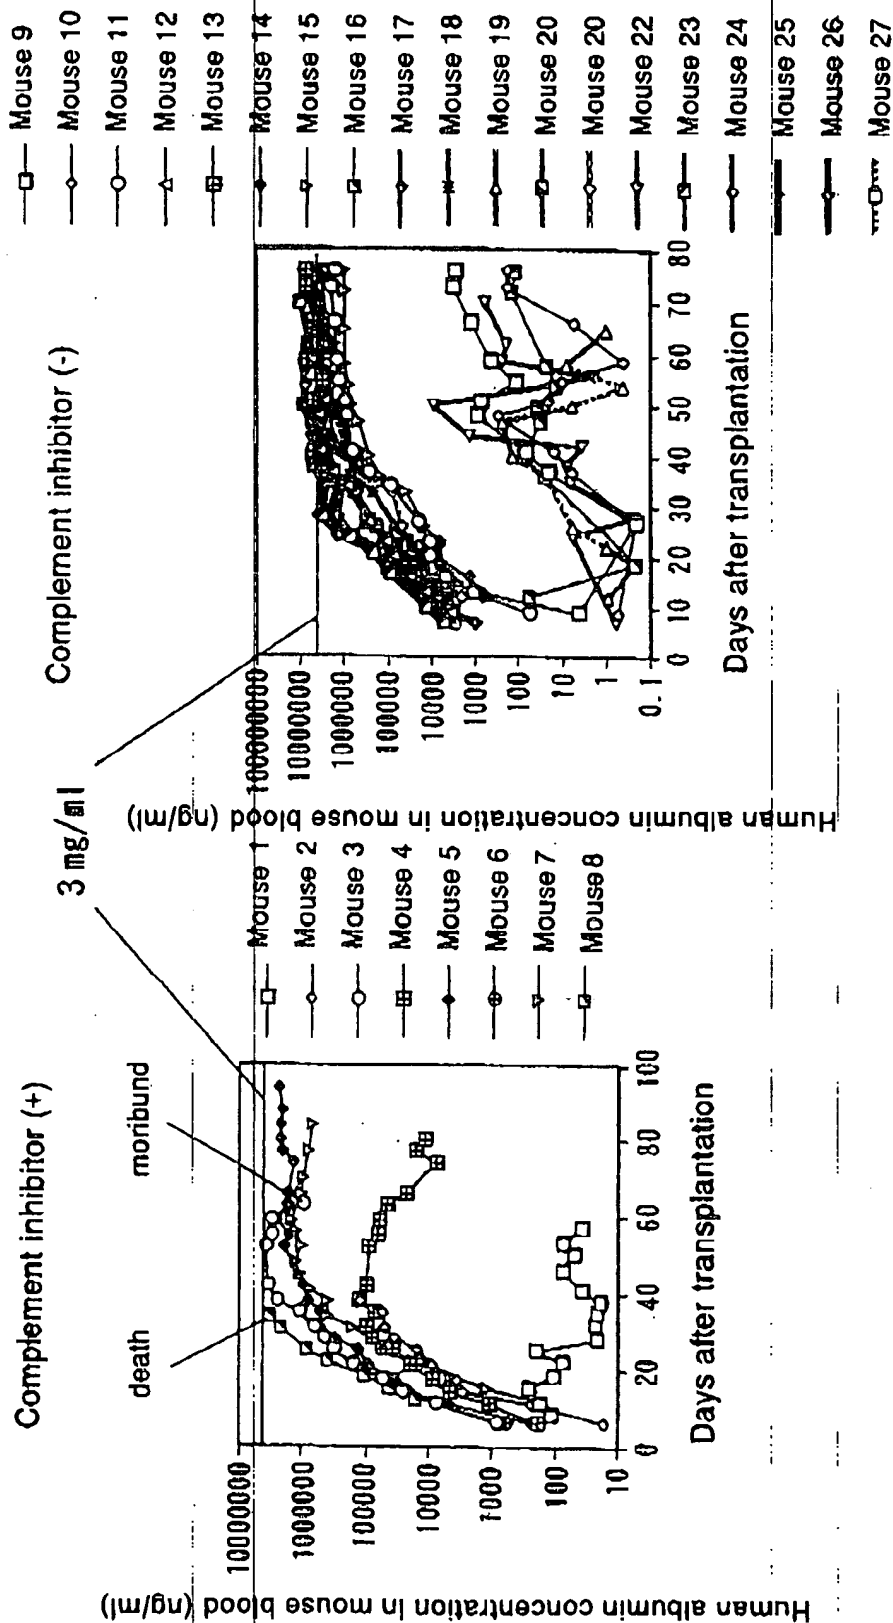 Complement inhibitor (+)
death
moribund
3 mg/ml
Human albumin concentration in mouse blood (ng/ml)
10000000
1000000
100000
10000
1000
100
10
0
20
40
60
80
100
Days after transplantation
Mouse 1
Mouse 2
Mouse 3
Mouse 4
Mouse 5
Mouse 6
Mouse 7
Mouse 8
Complement inhibitor (-)
Human albumin concentration in mouse blood (ng/ml)
100000000
10000000
1000000
100000
10000
1000
100
10
1
0.1
0
10
20
30
40
50
60
70
80
Days after transplantation
Mouse 9
Mouse 10
Mouse 11
Mouse 12
Mouse 13
Mouse 14
Mouse 15
Mouse 16
Mouse 17
Mouse 18
Mouse 19
Mouse 20
Mouse 20
Mouse 22
Mouse 23
Mouse 24
Mouse 25
Mouse 26
Mouse 27